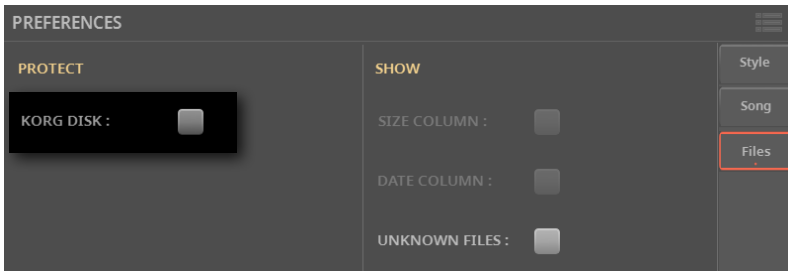 PREFERENCES
PROTECT
KORG DISK :
SHOW
SIZE COLUMN :
DATE COLUMN :
UNKNOWN FILES :
Style
Song
Files